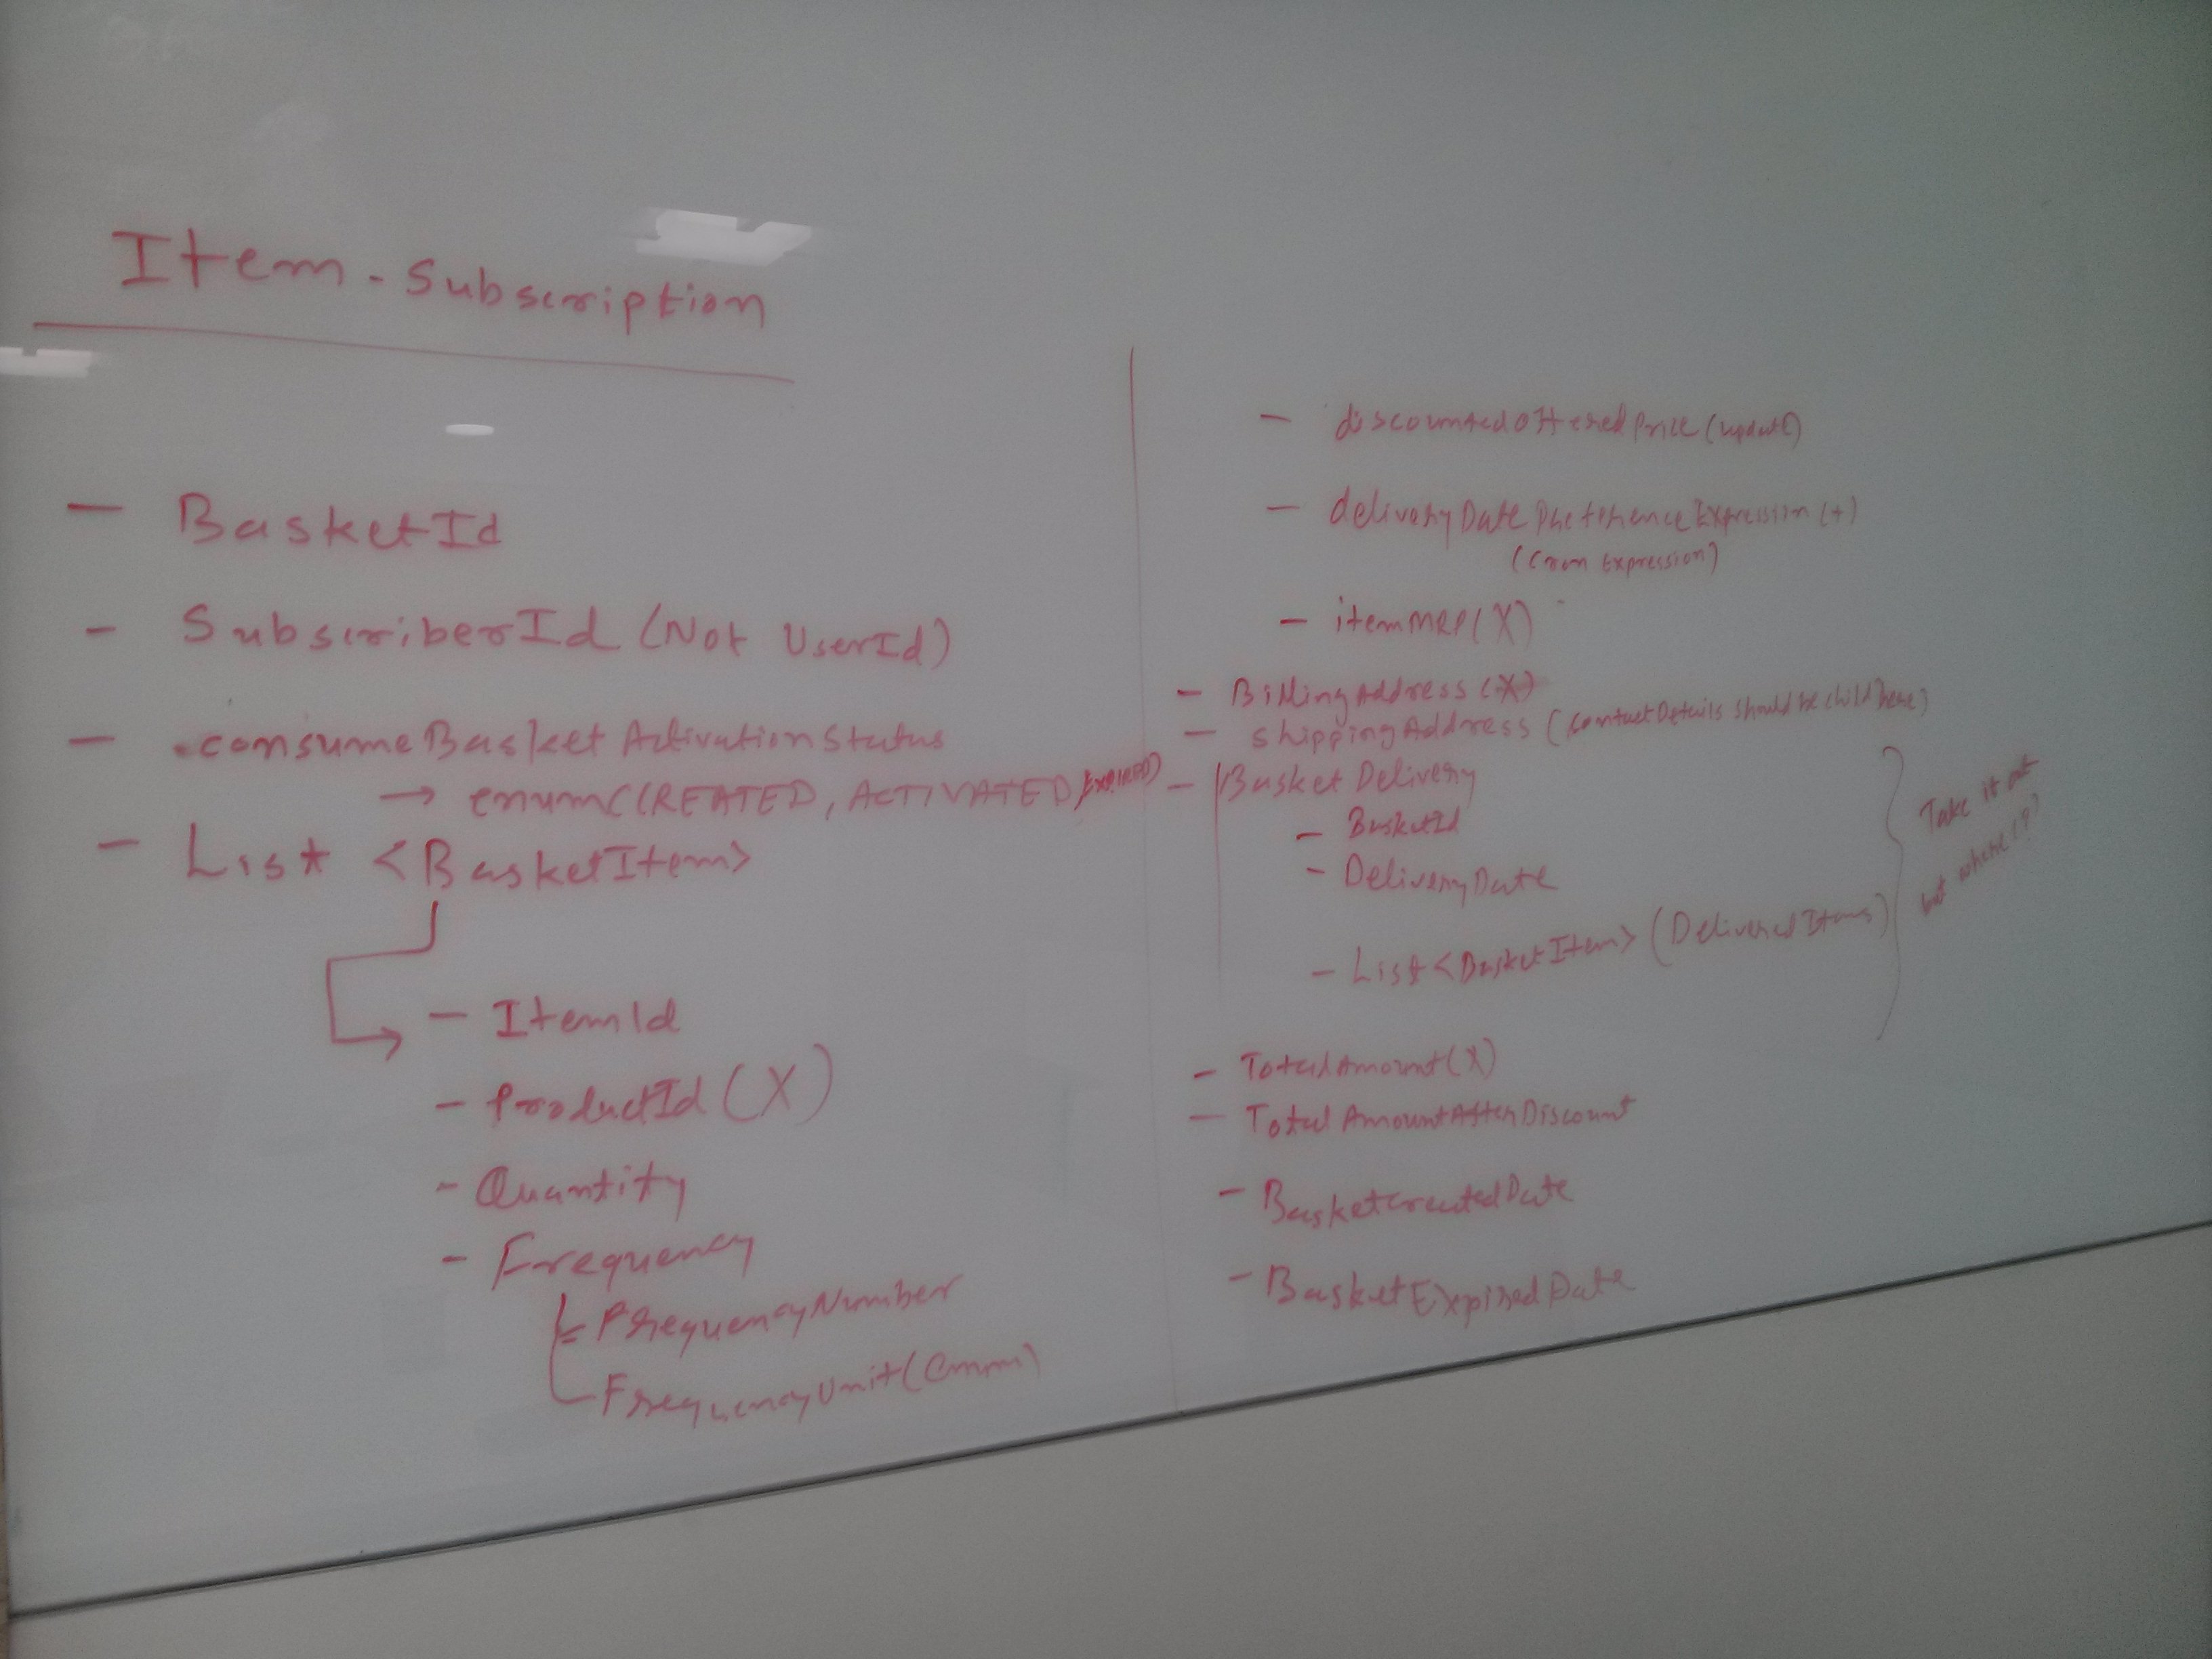 Item-Subscription
- BasketId
- SubscriberId (Not UserId)
- consumeBasketActivationStatus
→ enum(CREATED, ACTIVATED, EXPIRED)
- List <BasketItem>
- ItemId
- ProductId (X)
- Quantity
- Frequency
- FrequencyNumber
- FrequencyUnit(Enum)
- discountedOfferedPrice (update)
- deliveryDatePreferenceExpression (+)
(Cron Expression)
- itemMRP (X)
- BillingAddress (X)
- shippingAddress (contactDetails should be child here)
- Basket Delivery
- BasketId
- DeliveryDate
- List <BasketItem> (Delivered Items)
Take it out
but where (?)
- TotalAmount (X)
- TotalAmountAfterDiscount
- BasketCreatedDate
- BasketExpiredDate